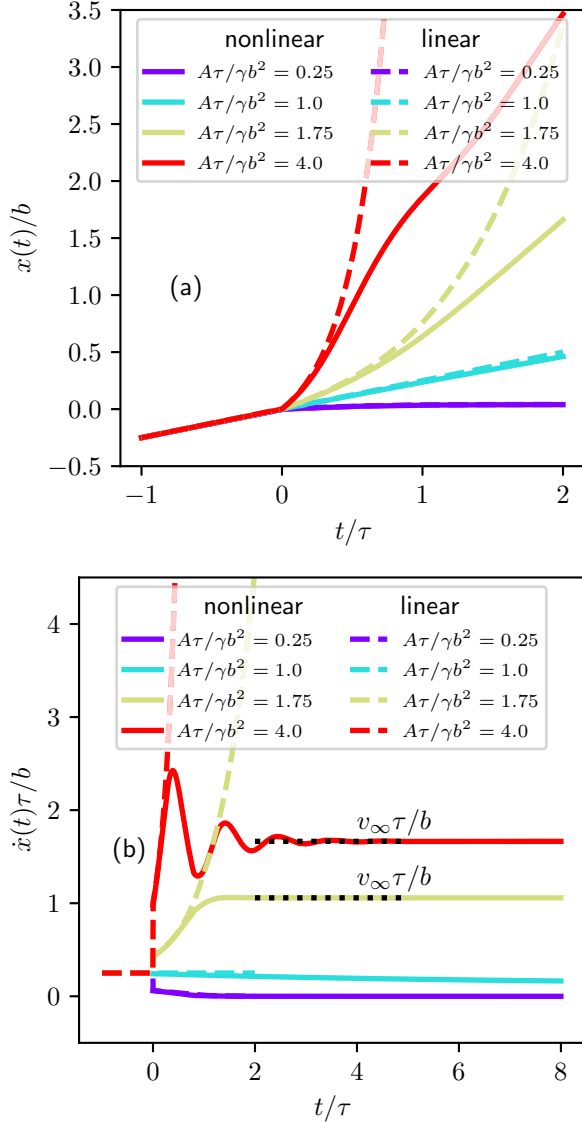 3.5
3.0
2.5
2.0
1.5
1.0
0.5
0.0
−0.5
x(t)/b
nonlinear linear
Aτ/γb² = 0.25 Aτ/γb² = 0.25
Aτ/γb² = 1.0 Aτ/γb² = 1.0
Aτ/γb² = 1.75 Aτ/γb² = 1.75
Aτ/γb² = 4.0 Aτ/γb² = 4.0
(a)
−1 0 1 2
t/τ
4
3
2
1
0
ẋ(t)τ/b
nonlinear linear
Aτ/γb² = 0.25 Aτ/γb² = 0.25
Aτ/γb² = 1.0 Aτ/γb² = 1.0
Aτ/γb² = 1.75 Aτ/γb² = 1.75
Aτ/γb² = 4.0 Aτ/γb² = 4.0
v∞τ/b
(b)
v∞τ/b
0 2 4 6 8
t/τ